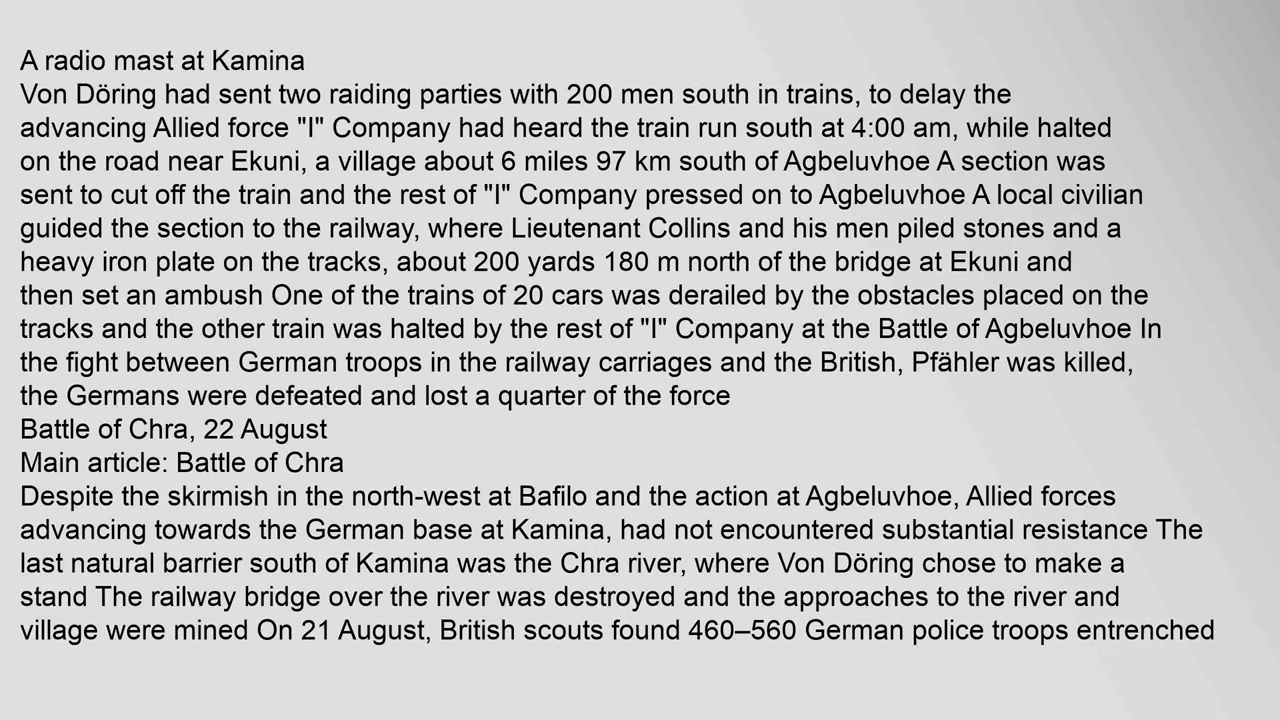 A radio mast at Kamina
Von Döring had sent two raiding parties with 200 men south in trains, to delay the
advancing Allied force "I" Company had heard the train run south at 4:00 am, while halted
on the road near Ekuni, a village about 6 miles 97 km south of Agbeluvhoe A section was
sent to cut off the train and the rest of "I" Company pressed on to Agbeluvhoe A local civilian
guided the section to the railway, where Lieutenant Collins and his men piled stones and a
heavy iron plate on the tracks, about 200 yards 180 m north of the bridge at Ekuni and
then set an ambush One of the trains of 20 cars was derailed by the obstacles placed on the
tracks and the other train was halted by the rest of "I" Company at the Battle of Agbeluvhoe In
the fight between German troops in the railway carriages and the British, Pfähler was killed,
the Germans were defeated and lost a quarter of the force
Battle of Chra, 22 August
Main article: Battle of Chra
Despite the skirmish in the north-west at Bafilo and the action at Agbeluvhoe, Allied forces
advancing towards the German base at Kamina, had not encountered substantial resistance The
last natural barrier south of Kamina was the Chra river, where Von Döring chose to make a
stand The railway bridge over the river was destroyed and the approaches to the river and
village were mined On 21 August, British scouts found 460–560 German police troops entrenched